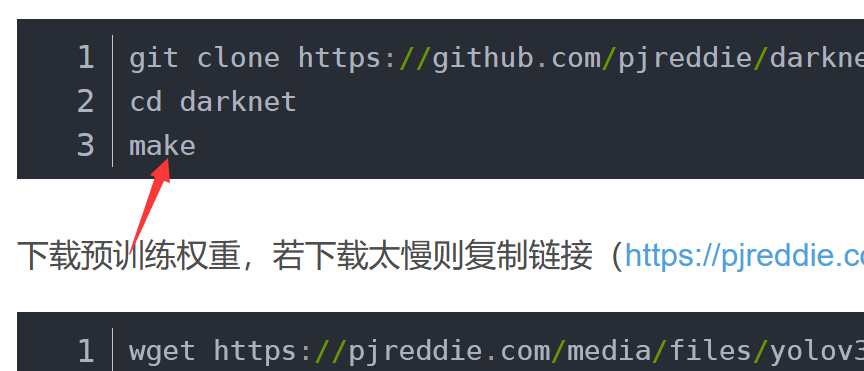 1 git clone https://github.com/pjreddie/darkne
2 cd darknet
3 make
下载预训练权重，若下载太慢则复制链接（https://pjreddie.co
1 wget https://pjreddie.com/media/files/yolov3